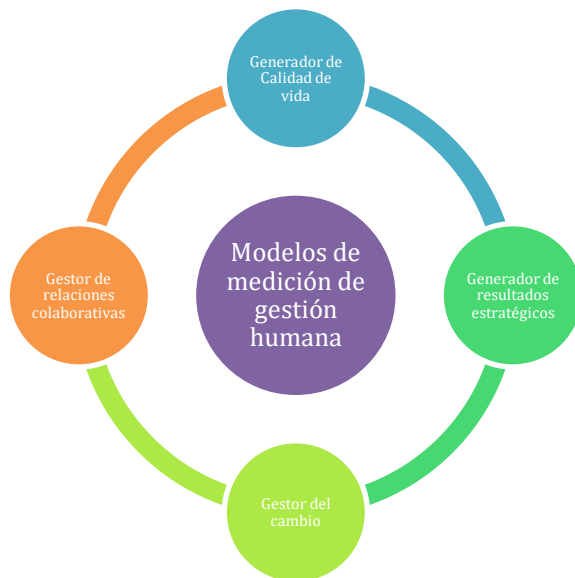 Generador de
Calidad de
vida
Gestor de
relaciones
colaborativas
Modelos de
medición de
gestión
humana
Generador de
resultados
estratégicos
Gestor del
cambio